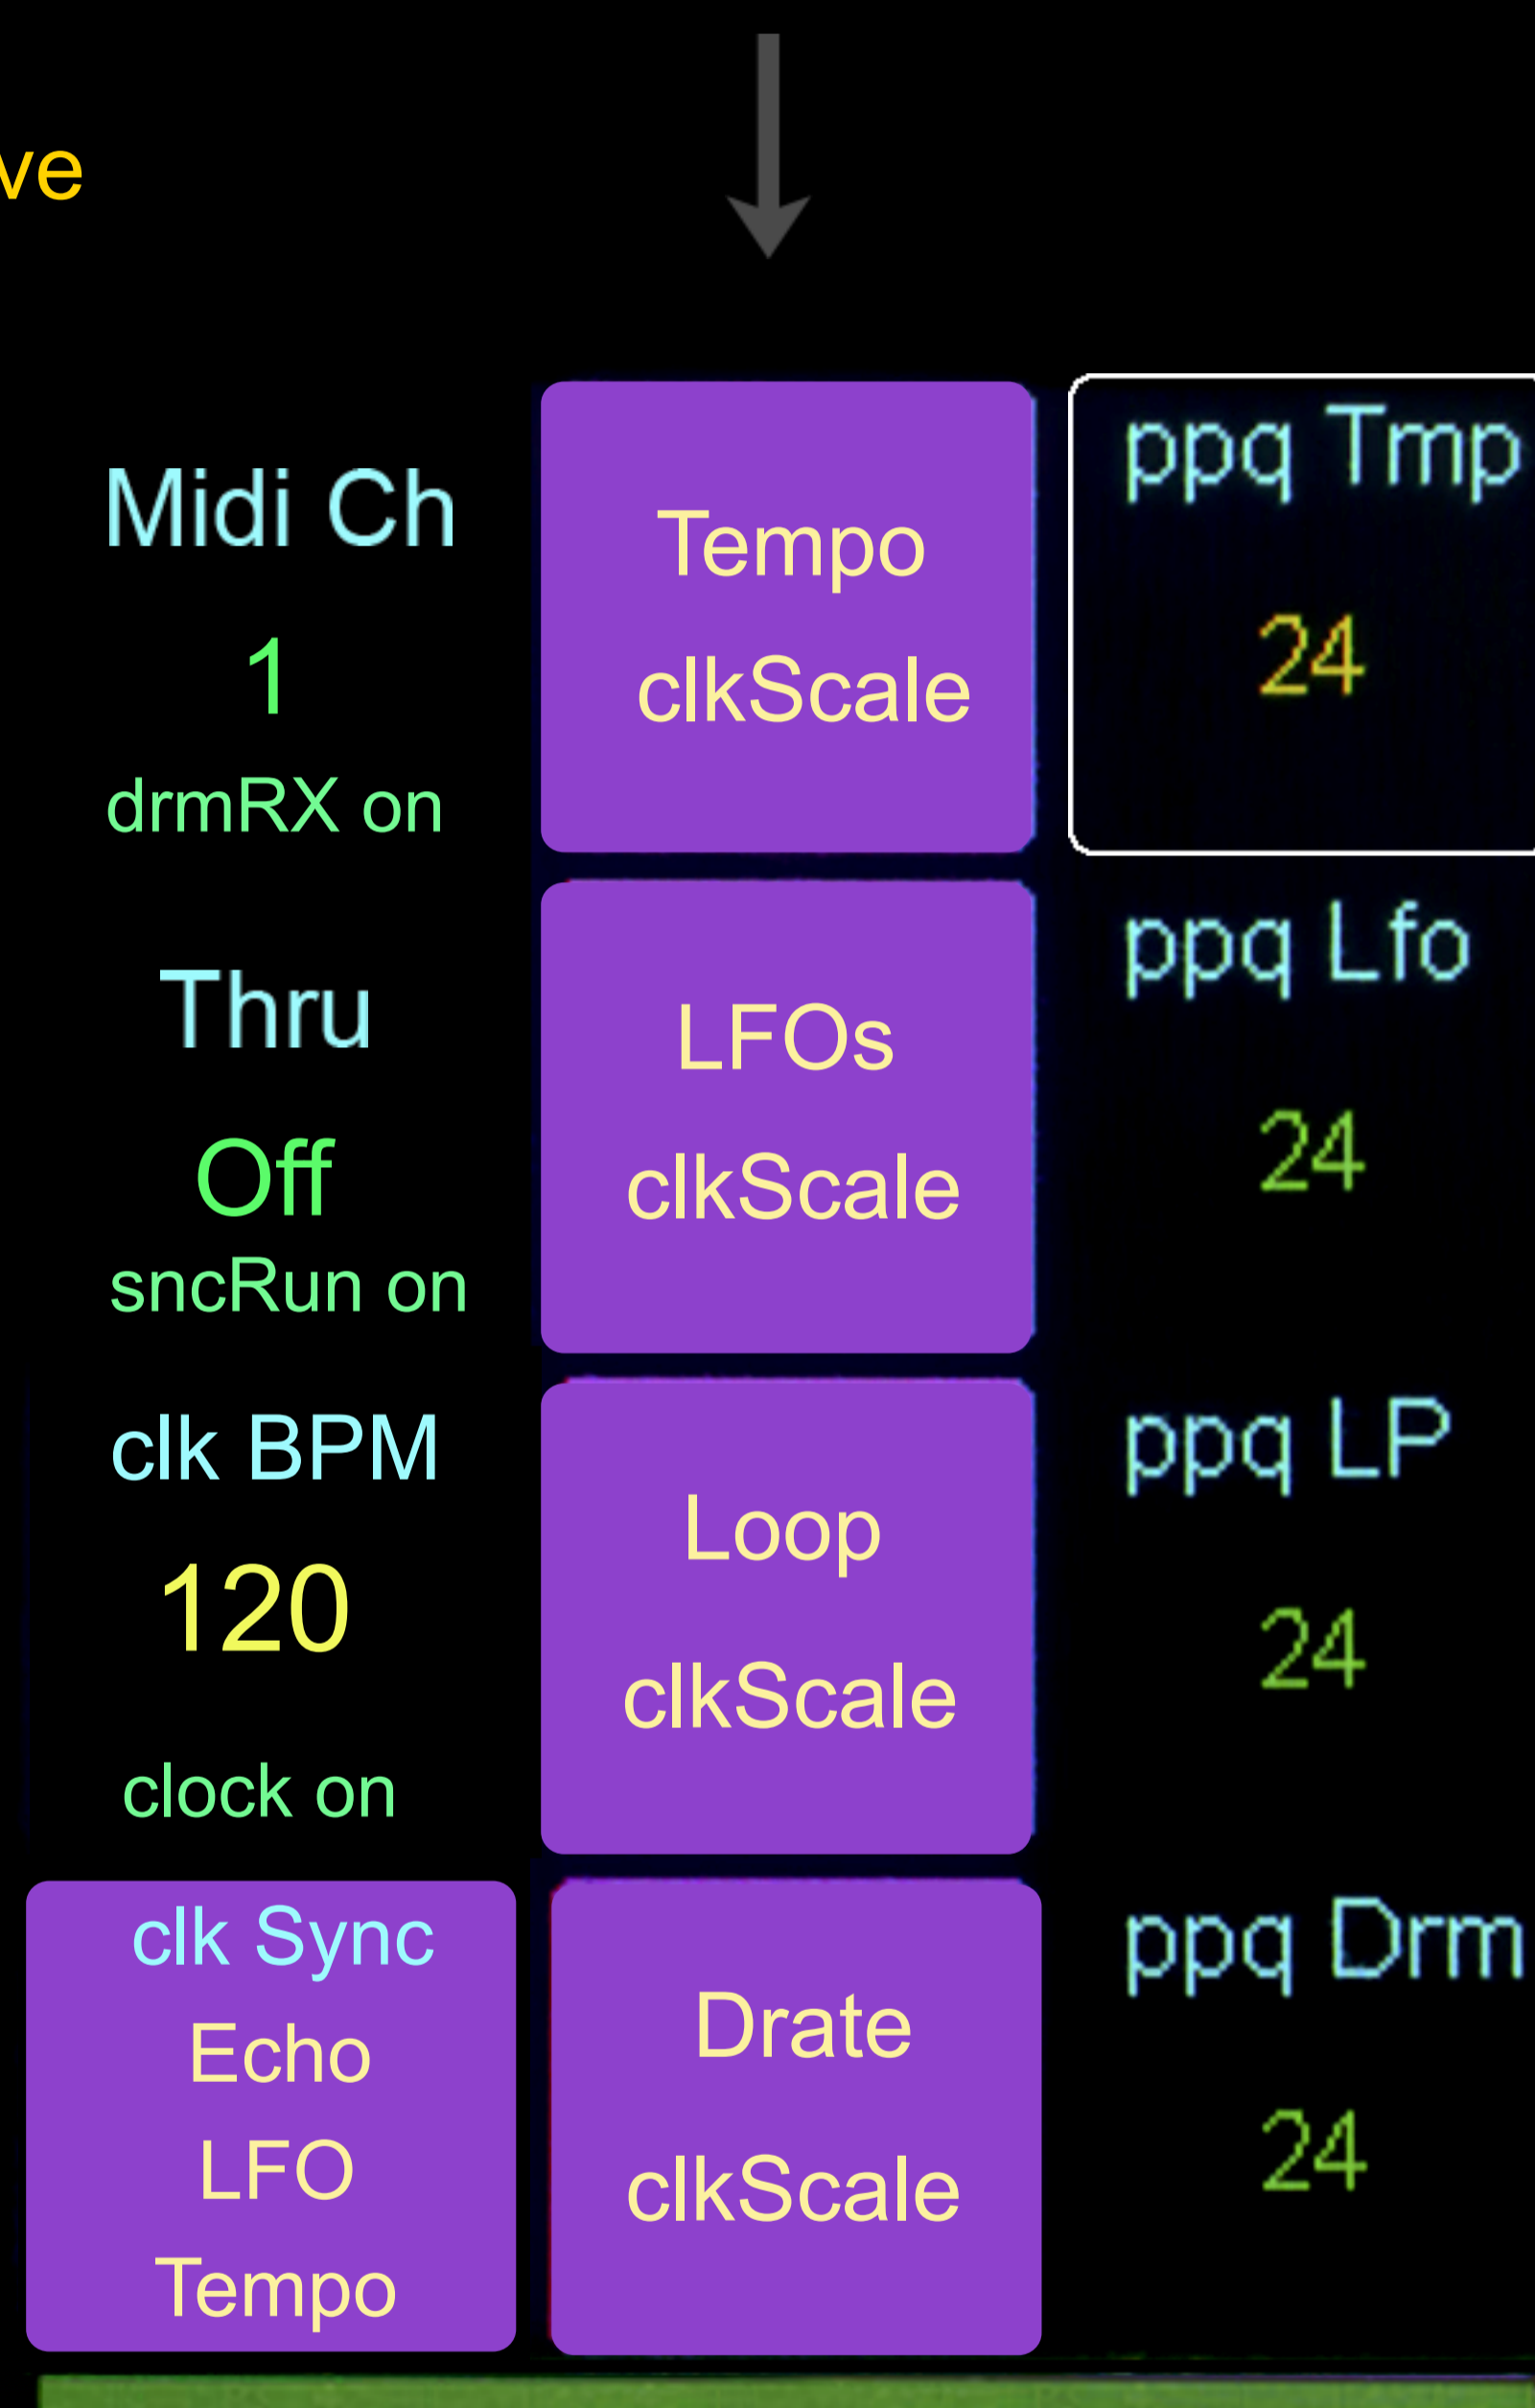 ve
Midi Ch
1
drmRX on
Tempo
clkScale
ppq Tmp
24
Thru
Off
sncRun on
LFOs
clkScale
ppq Lfo
24
clk BPM
120
clock on
Loop
clkScale
ppq LP
24
clk Sync
Echo
LFO
Tempo
Drate
clkScale
ppq Drm
24